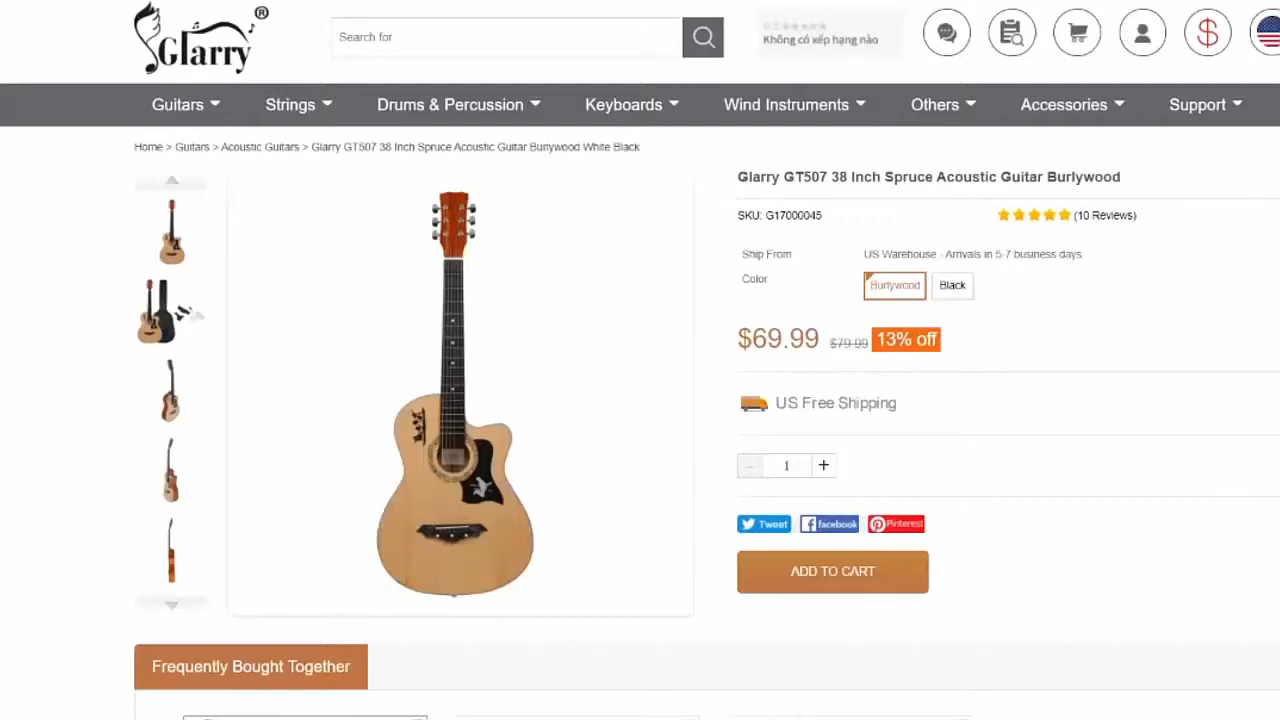 Glarry®
Search for
Không có xếp hạng nào
Guitars
Strings
Drums & Percussion
Keyboards
Wind Instruments
Others
Accessories
Support
Home > Guitars > Acoustic Guitars > Glarry GT507 38 Inch Spruce Acoustic Guitar Burlywood White Black
Glarry GT507 38 Inch Spruce Acoustic Guitar Burlywood
SKU: G17000045
(10 Reviews)
Ship From
US Warehouse - Arrivals in 5-7 business days
Color
Burlywood
Black
$69.99 $79.99 13% off
US Free Shipping
- 1 +
Tweet
facebook
Pinterest
ADD TO CART
Frequently Bought Together